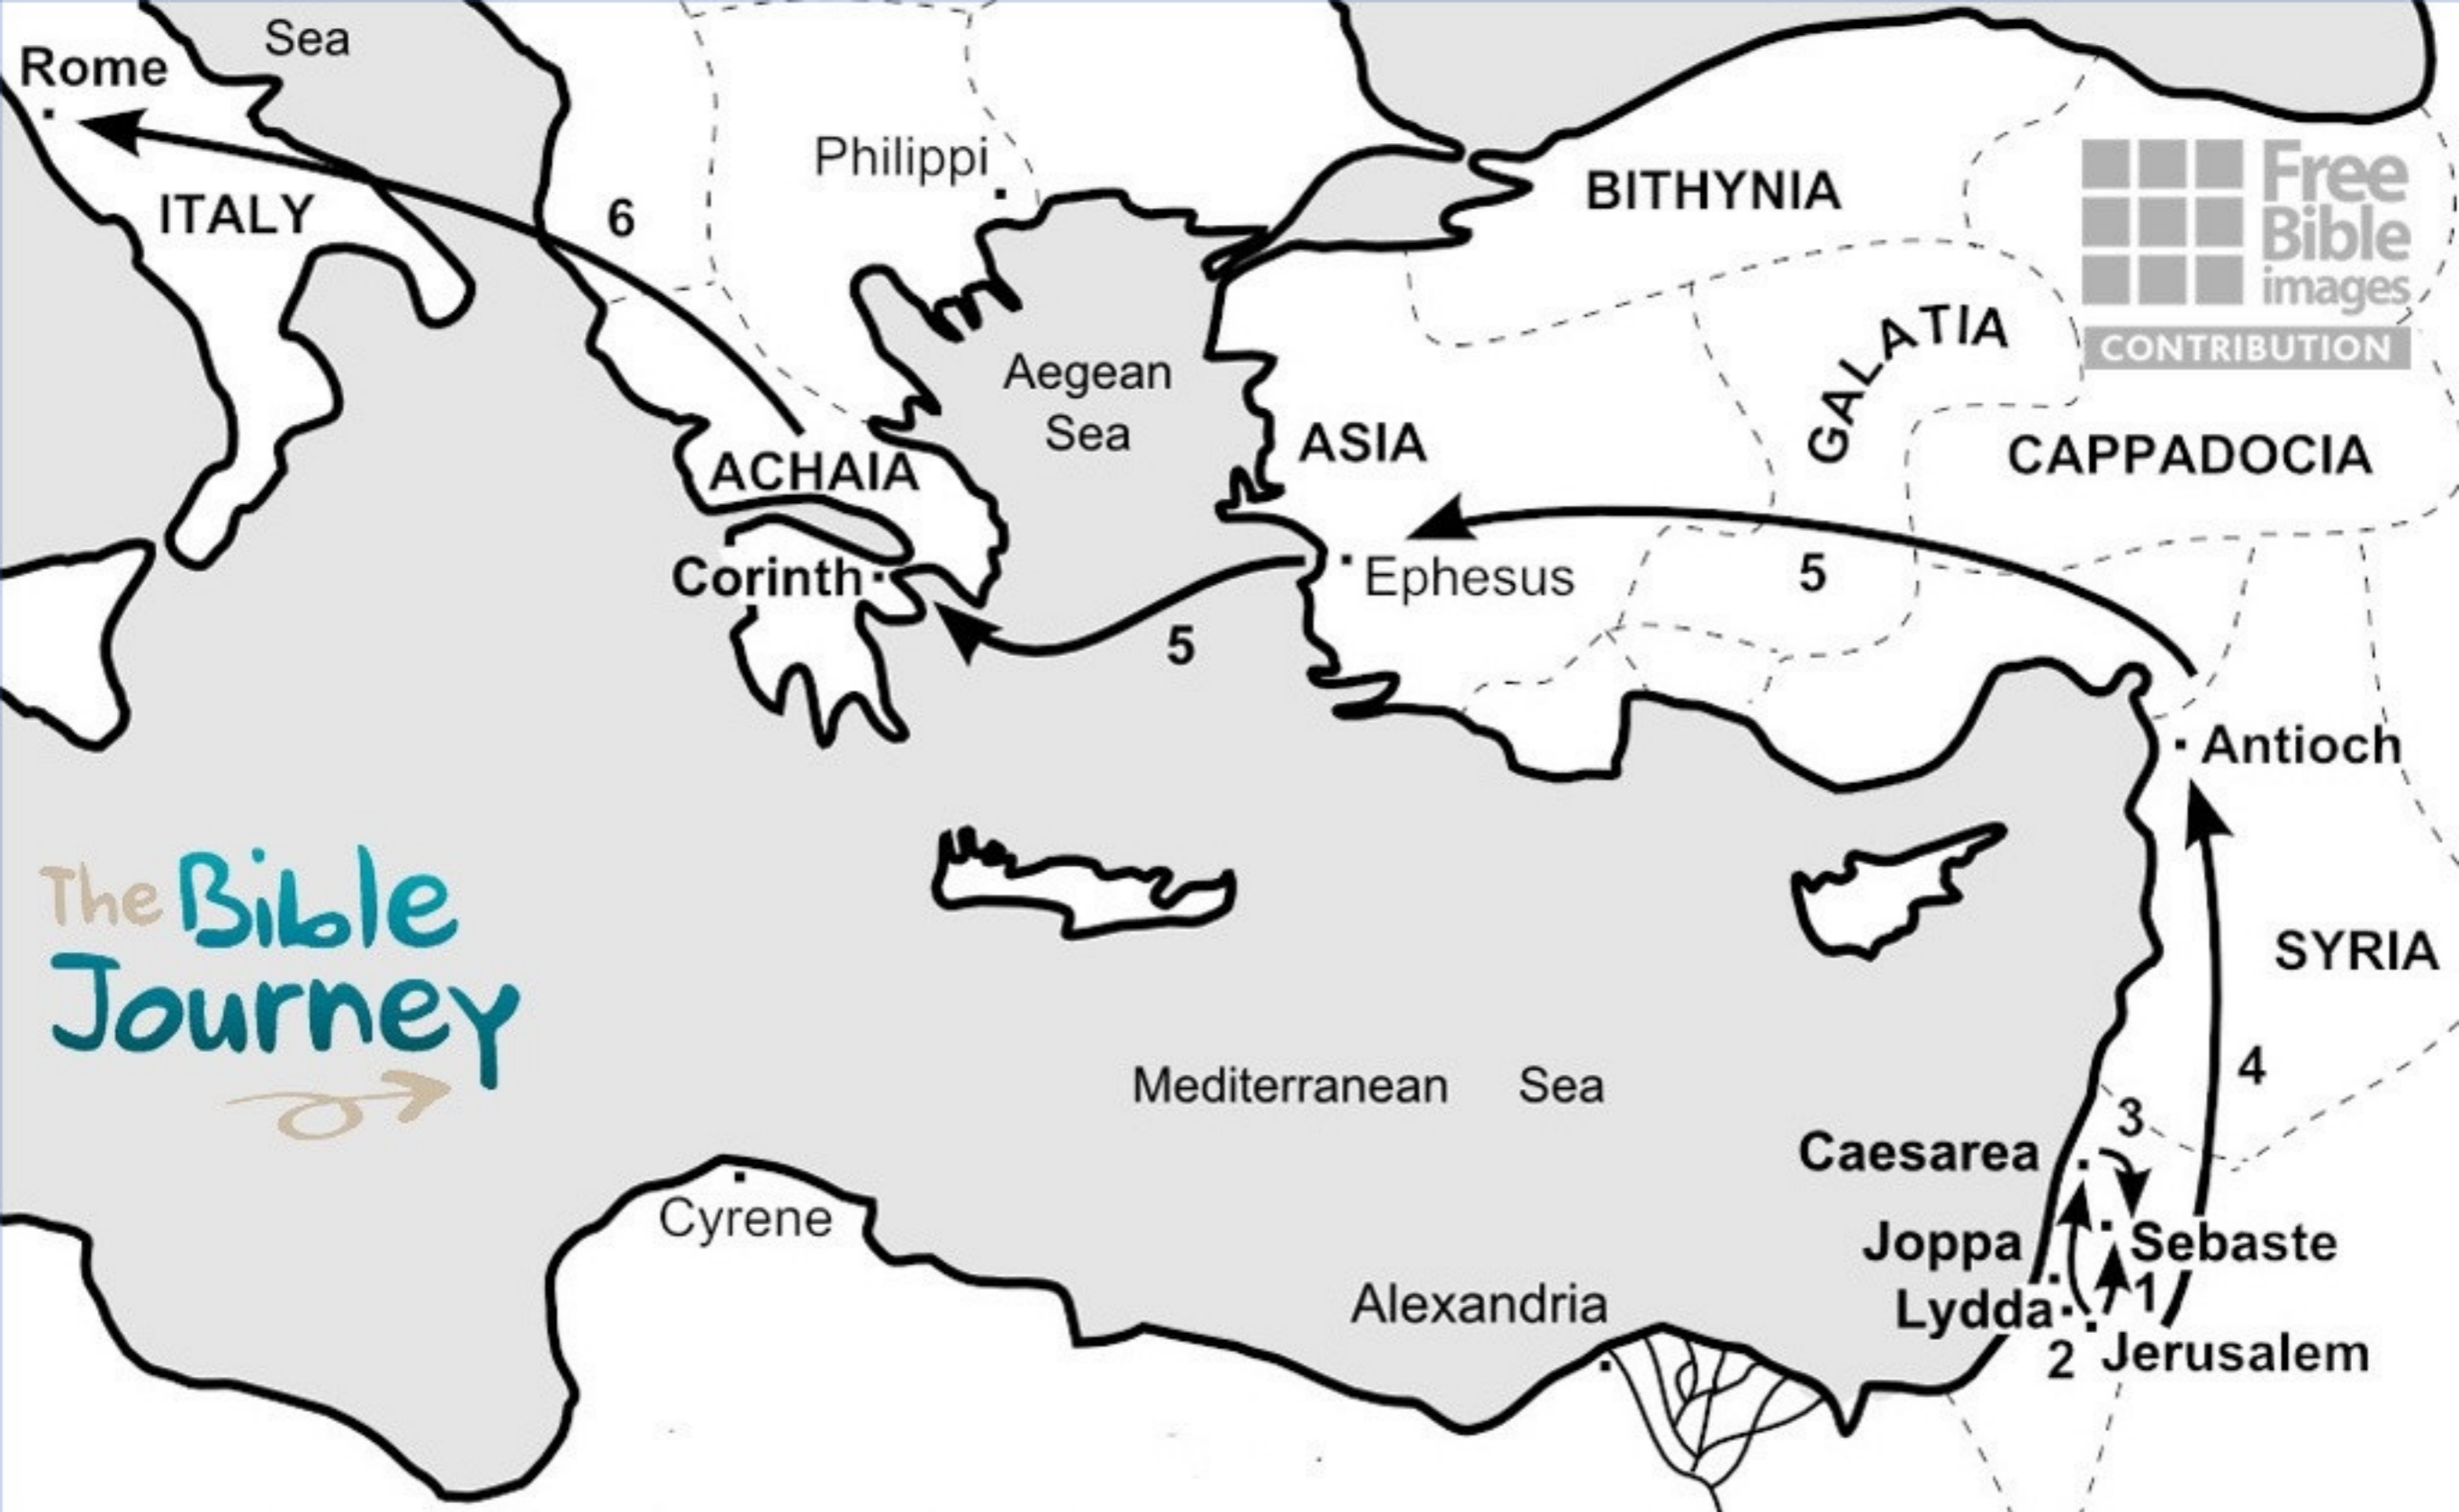 Sea
Rome
Philippi
ITALY
6
BITHYNIA
Free
Bible
images
CONTRIBUTION
GALATIA
Aegean
Sea
ASIA
CAPPADOCIA
ACHAIA
Corinth
Ephesus
5
5
Antioch
The Bible
Journey
SYRIA
Mediterranean Sea
4
3
Caesarea
Cyrene
Joppa
Sebaste
1
Alexandria
Lydda
2
Jerusalem